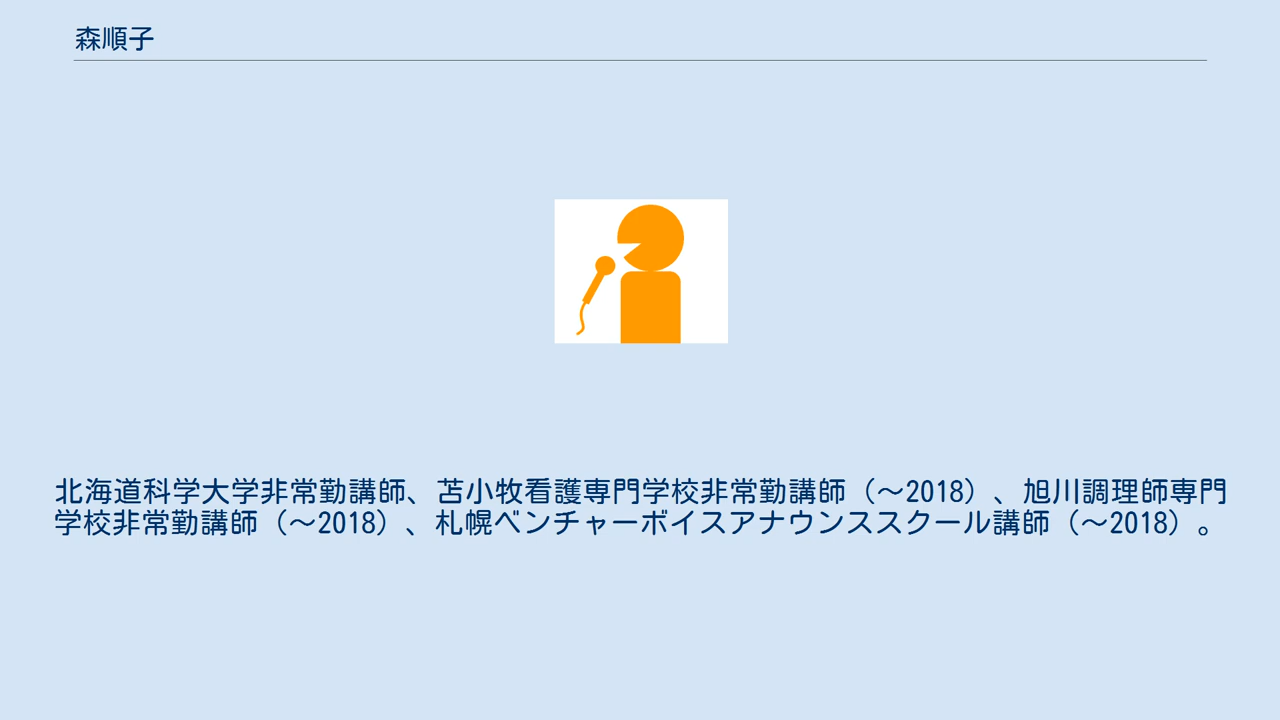 森順子
北海道科学大学非常勤講師、苫小牧看護専門学校非常勤講師（～2018）、旭川調理師専門
学校非常勤講師（～2018）、札幌ベンチャーボイスアナウンススクール講師（～2018）。